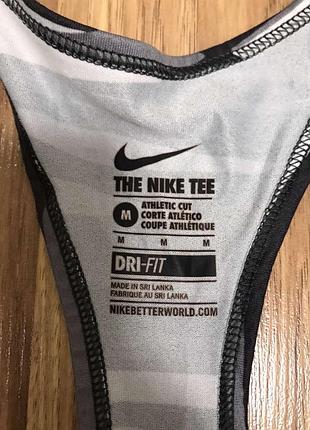 THE NIKE TEE
M
ATHLETIC CUT
CORTE ATLÉTICO
COUPE ATHLÉTIQUE
M M M
DRI-FIT
MADE IN SRI LANKA
FABRIQUÉ AU SRI LANKA
NIKEBETTERWORLD.COM